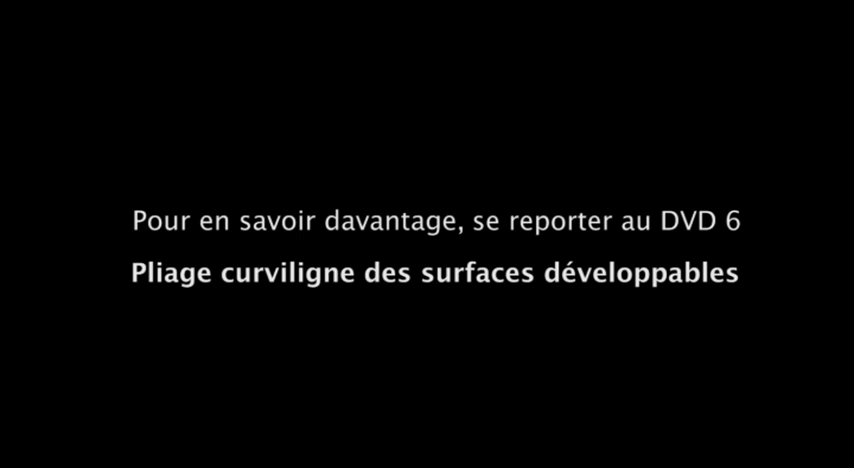 Pour en savoir davantage, se reporter au DVD 6
Pliage curviligne des surfaces développables